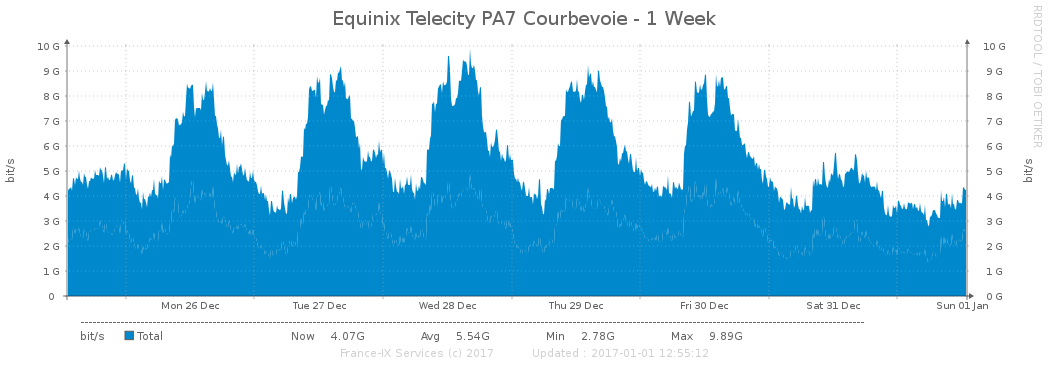 Equinix Telecity PA7 Courbevoie - 1 Week
RRDTOOL / TOBI OETIKER
10 G 10 G
9 G 9 G
8 G 8 G
7 G 7 G
6 G 6 G
5 G 5 G
4 G 4 G
3 G 3 G
2 G 2 G
1 G 1 G
0 0 G
bit/s bit/s
Mon 26 Dec Tue 27 Dec Wed 28 Dec Thu 29 Dec Fri 30 Dec Sat 31 Dec Sun 01 Jan
bit/s Total Now 4.07G Avg 5.54G Min 2.78G Max 9.89G
France-IX Services (c) 2017 Updated : 2017-01-01 12:55:12